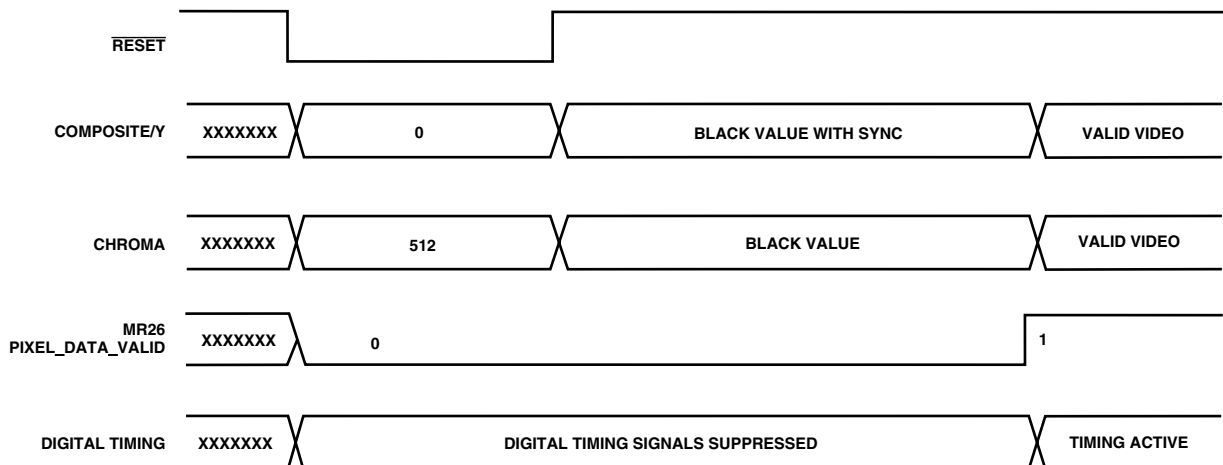 RESET
COMPOSITE/Y XXXXXXX 0 BLACK VALUE WITH SYNC VALID VIDEO
CHROMA XXXXXXX 512 BLACK VALUE VALID VIDEO
MR26
PIXEL_DATA_VALID XXXXXXX 0 1
DIGITAL TIMING XXXXXXX DIGITAL TIMING SIGNALS SUPPRESSED TIMING ACTIVE